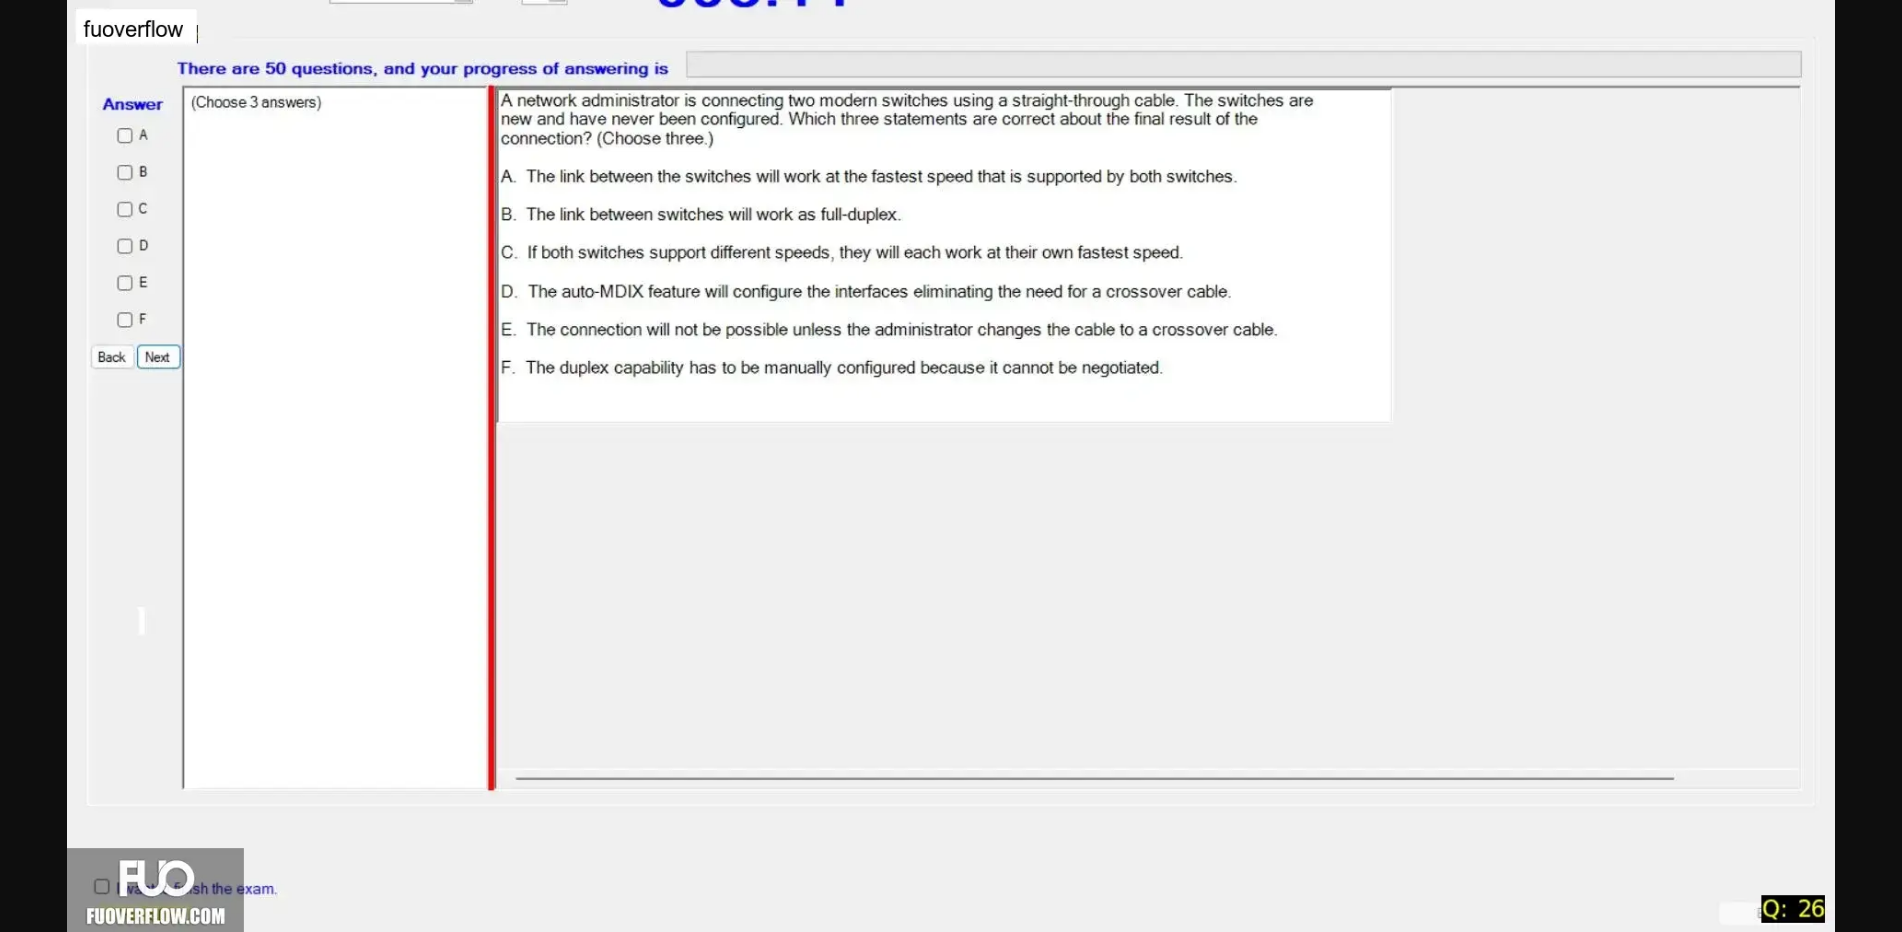 fuoverflow
There are 50 questions, and your progress of answering is
Answer
(Choose 3 answers)
A
B
C
D
E
F
Back Next
A network administrator is connecting two modern switches using a straight-through cable. The switches are
new and have never been configured. Which three statements are correct about the final result of the
connection? (Choose three.)
A. The link between the switches will work at the fastest speed that is supported by both switches.
B. The link between switches will work as full-duplex.
C. If both switches support different speeds, they will each work at their own fastest speed.
D. The auto-MDIX feature will configure the interfaces eliminating the need for a crossover cable.
E. The connection will not be possible unless the administrator changes the cable to a crossover cable.
F. The duplex capability has to be manually configured because it cannot be negotiated.
FUO
the exam.
FUOVERFLOW.COM
Q: 26